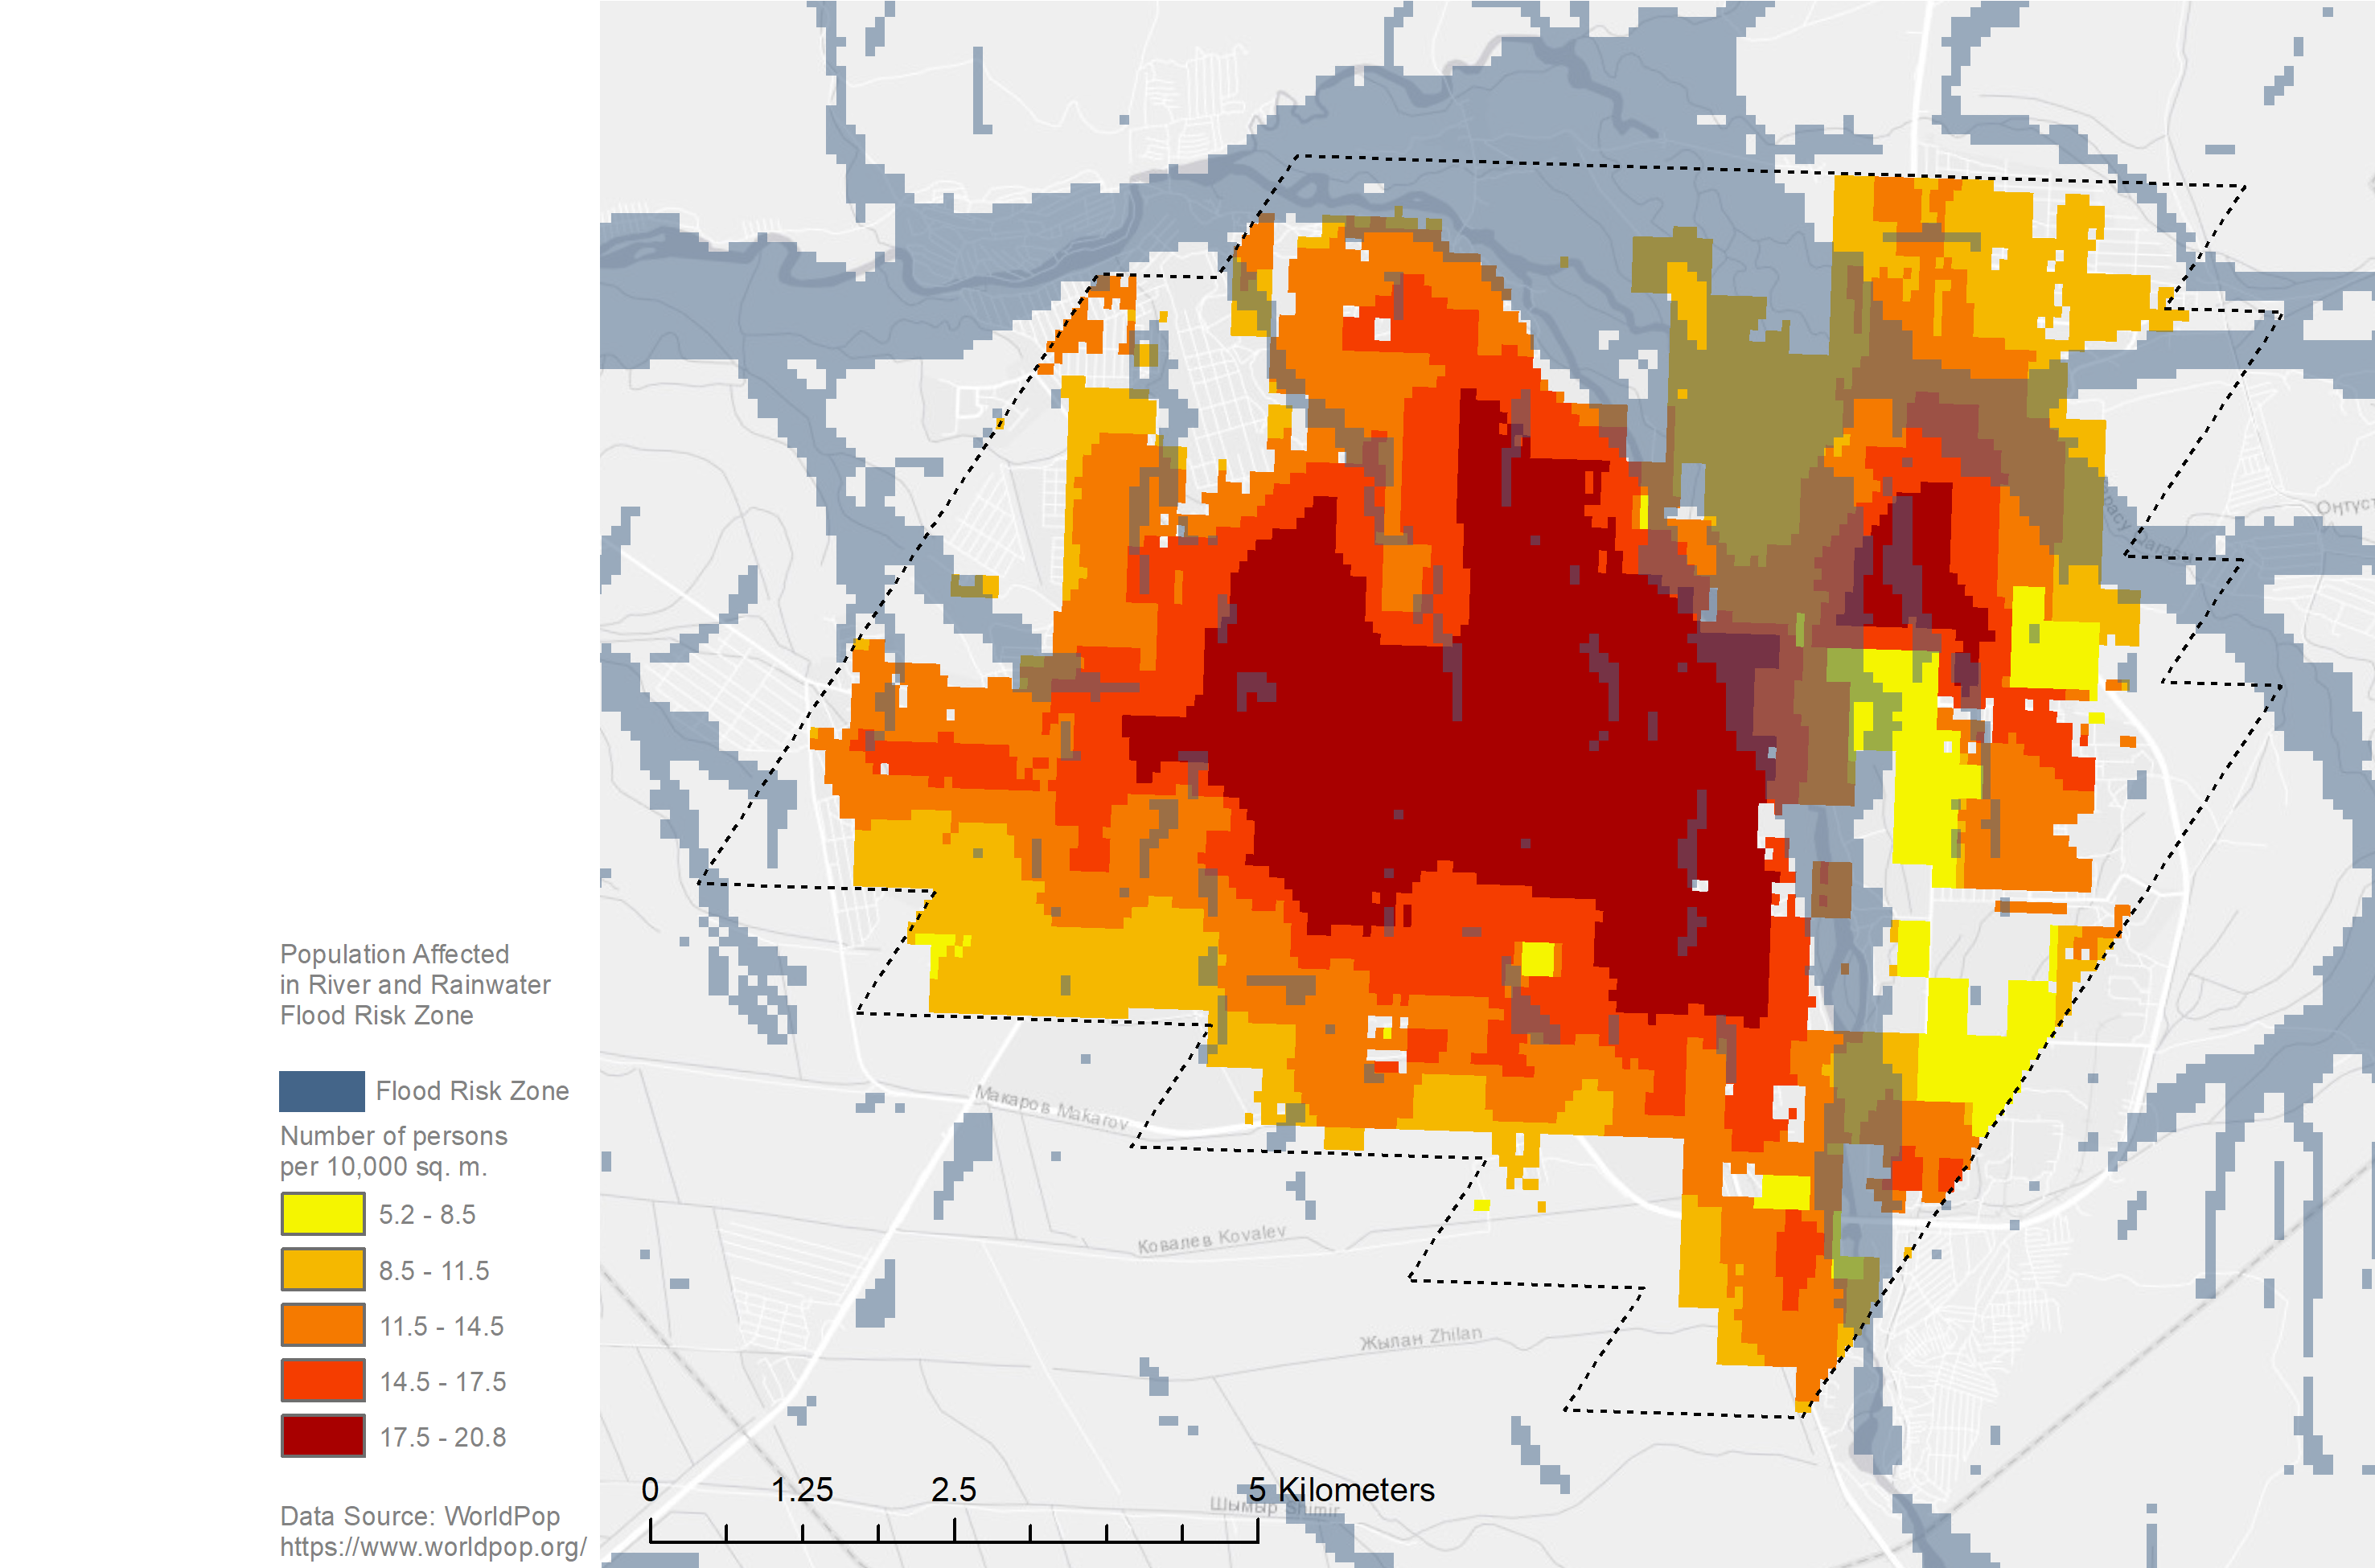 Оңтүст
Qaras
Population Affected
in River and Rainwater
Flood Risk Zone
Flood Risk Zone
Number of persons
per 10,000 sq. m.
5.2 - 8.5
8.5 - 11.5
11.5 - 14.5
14.5 - 17.5
17.5 - 20.8
Макаров Makarov
Ковалев Kovalev
Жылан Zhilan
0 1.25 2.5 5 Kilometers
Шымыр Shimir
Data Source: WorldPop
https://www.worldpop.org/